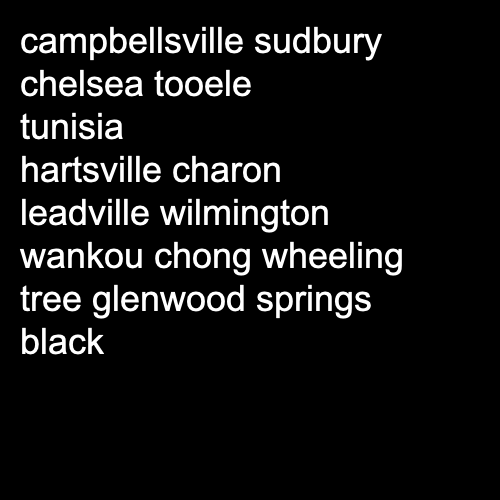 campbellsville sudbury
chelsea tooele
tunisia
hartsville charon
leadville wilmington
wankou chong wheeling
tree glenwood springs
black